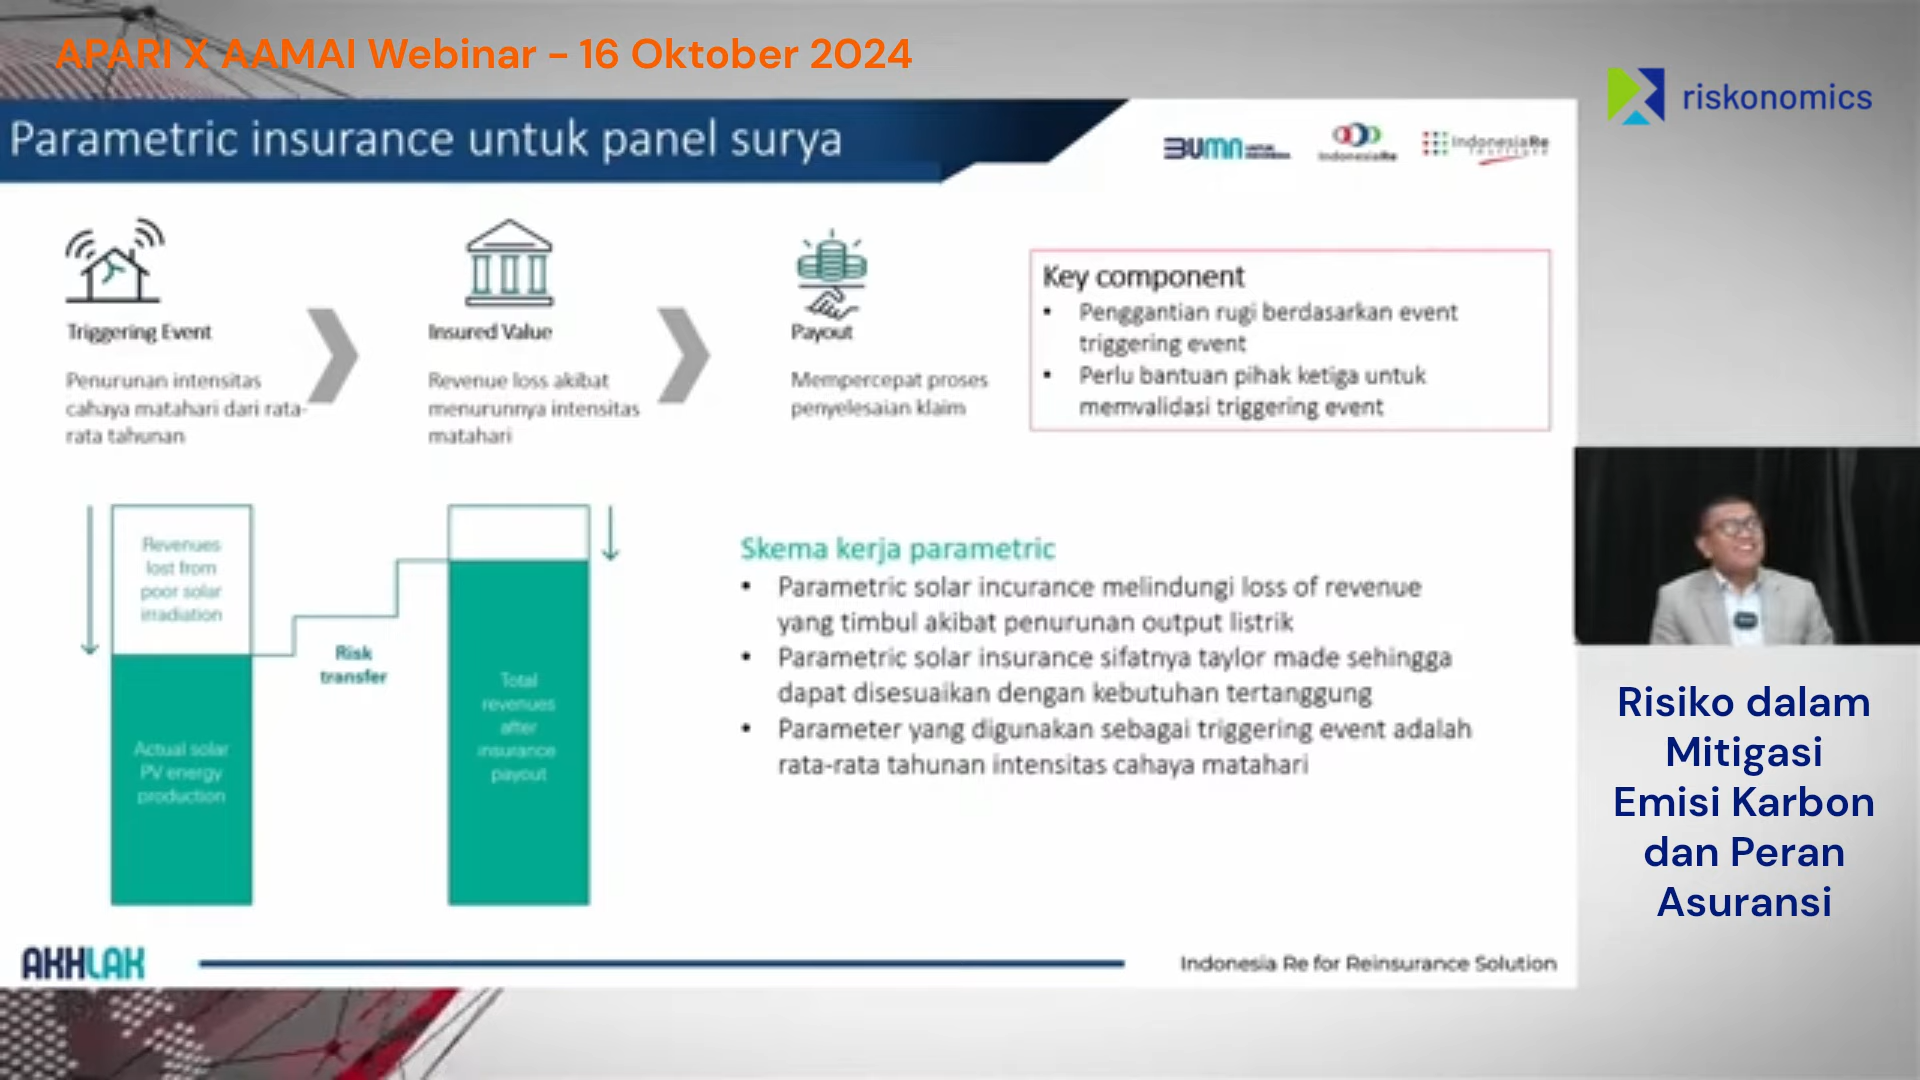 APARI X AAMAI Webinar - 16 Oktober 2024
riskonomics
Parametric insurance untuk panel surya
BUMN
IndonesiaRe
IndonesiaRe
Institute
Triggering Event
Penurunan intensitas
cahaya matahari dari rata-
rata tahunan
Insured Value
Revenue loss akibat
menurunnya intensitas
matahari
Payout
Mempercepat proses
penyelesaian klaim
Key component
• Penggantian rugi berdasarkan event
triggering event
• Perlu bantuan pihak ketiga untuk
memvalidasi triggering event
Revenues
lost from
poor solar
irradiation
Actual solar
PV energy
production
Risk
transfer
Total
revenues
after
insurance
payout
Skema kerja parametric
• Parametric solar incurance melindungi loss of revenue
yang timbul akibat penurunan output listrik
• Parametric solar insurance sifatnya taylor made sehingga
dapat disesuaikan dengan kebutuhan tertanggung
• Parameter yang digunakan sebagai triggering event adalah
rata-rata tahunan intensitas cahaya matahari
Risiko dalam
Mitigasi
Emisi Karbon
dan Peran
Asuransi
AKHLAK
Indonesia Re for Reinsurance Solution